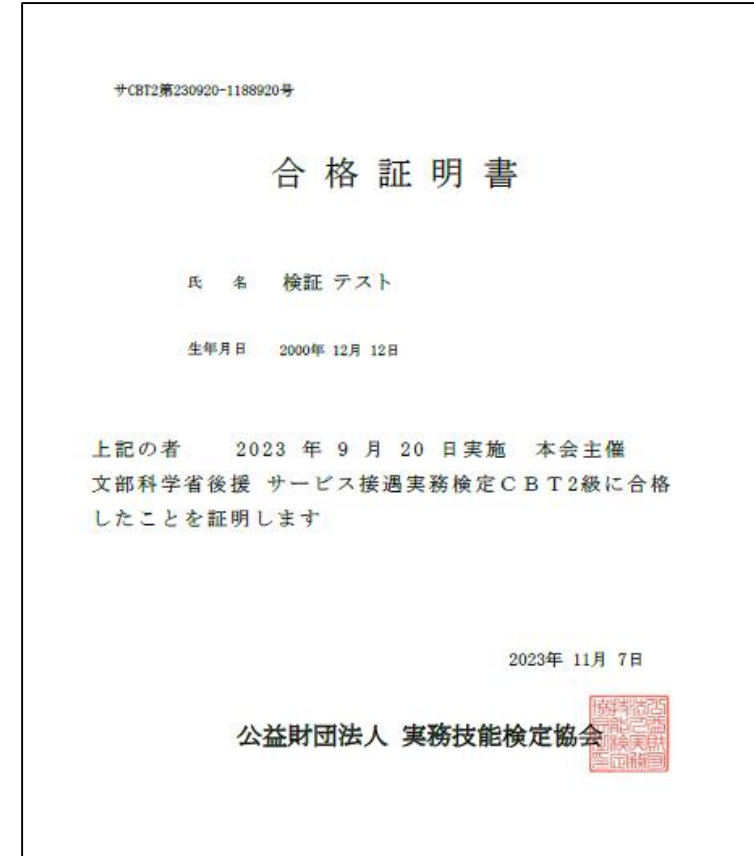 サCBT2第230920-1188920号
合格証明書
氏 名 検証 テスト
生年月日 2000年 12月 12日
上記の者 2023 年 9 月 20 日実施 本会主催
文部科学省後援 サービス接遇実務検定CBT2級に合格
したことを証明します
2023年 11月 7日
公益財団法人 実務技能検定協会